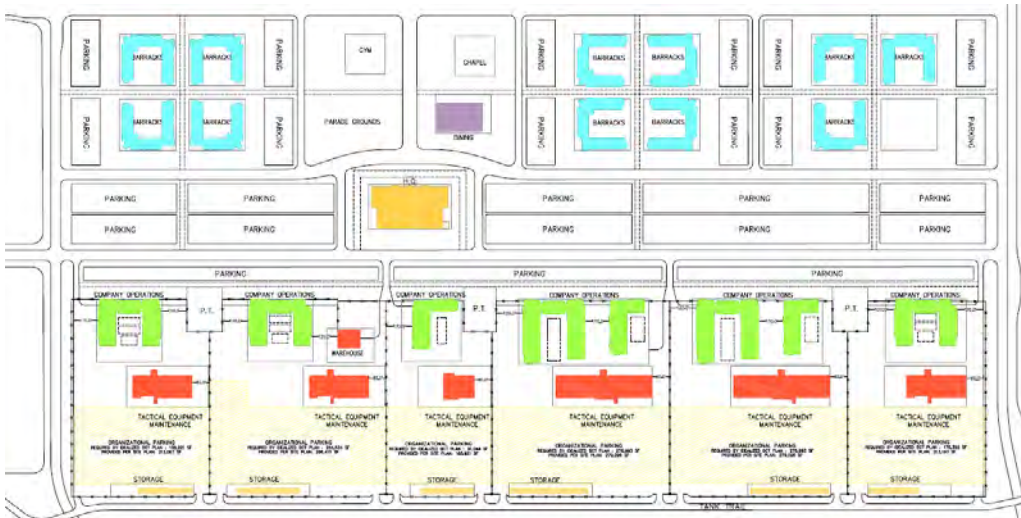 PARKING
BARRACKS
BARRACKS
PARKING
GYM
CHAPEL
PARKING
BARRACKS
BARRACKS
PARKING
PARKING
BARRACKS
BARRACKS
PARKING
PARKING
BARRACKS
BARRACKS
PARKING
PARADE GROUNDS
DINING
PARKING
BARRACKS
BARRACKS
PARKING
PARKING
BARRACKS
PARKING
H.Q.
PARKING
PARKING
PARKING
PARKING
PARKING
PARKING
PARKING
PARKING
PARKING
PARKING
PARKING
PARKING
PARKING
COMPANY OPERATIONS
COMPANY OPERATIONS
COMPANY OPERATIONS
COMPANY OPERATIONS
COMPANY OPERATIONS
COMPANY OPERATIONS
P.T.
P.T.
P.T.
WAREHOUSE
TACTICAL EQUIPMENT
MAINTENANCE
TACTICAL EQUIPMENT
MAINTENANCE
TACTICAL EQUIPMENT
MAINTENANCE
TACTICAL EQUIPMENT
MAINTENANCE
TACTICAL EQUIPMENT
MAINTENANCE
TACTICAL EQUIPMENT
MAINTENANCE
ORGANIZATIONAL PARKING
ORGANIZATIONAL PARKING
ORGANIZATIONAL PARKING
ORGANIZATIONAL PARKING
ORGANIZATIONAL PARKING
ORGANIZATIONAL PARKING
STORAGE
STORAGE
STORAGE
STORAGE
STORAGE
STORAGE
TANK TRAIL